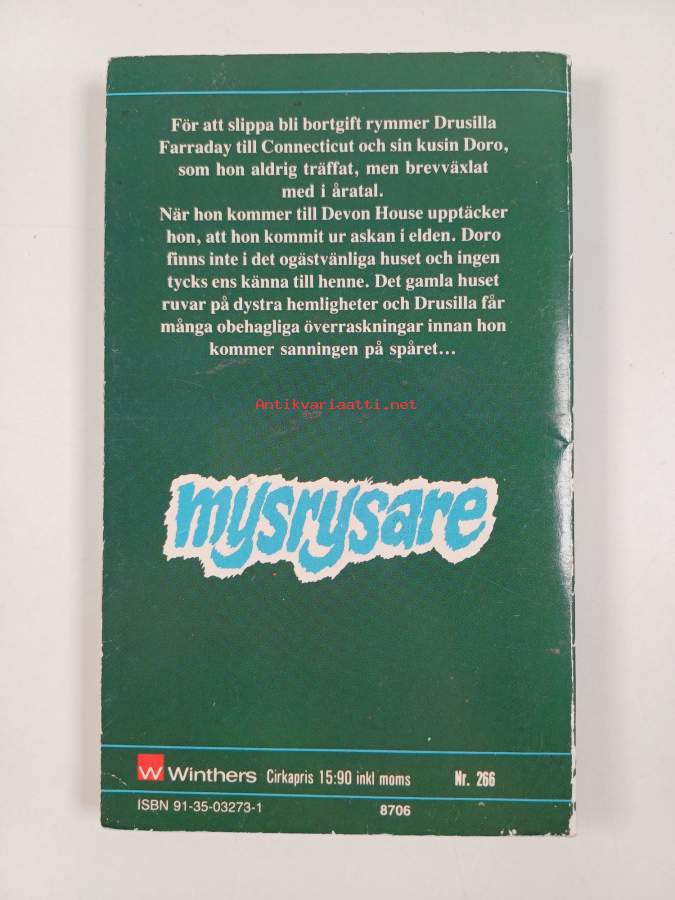 För att slippa bli bortgift rymmer Drusilla
Farraday till Connecticut och sin kusin Doro,
som hon aldrig träffat, men brevväxlat
med i åratal.
När hon kommer till Devon House upptäcker
hon, att hon kommit ur askan i elden. Doro
finns inte i det ogästvänliga huset och ingen
tycks ens känna till henne. Det gamla huset
ruvar på dystra hemligheter och Drusilla får
många obehagliga överraskningar innan hon
kommer sanningen på spåret...
Antikvariaatti.net
mysrysare
W Winthers Cirkapris 15:90 inkl moms Nr. 266
ISBN 91-35-03273-1 8706